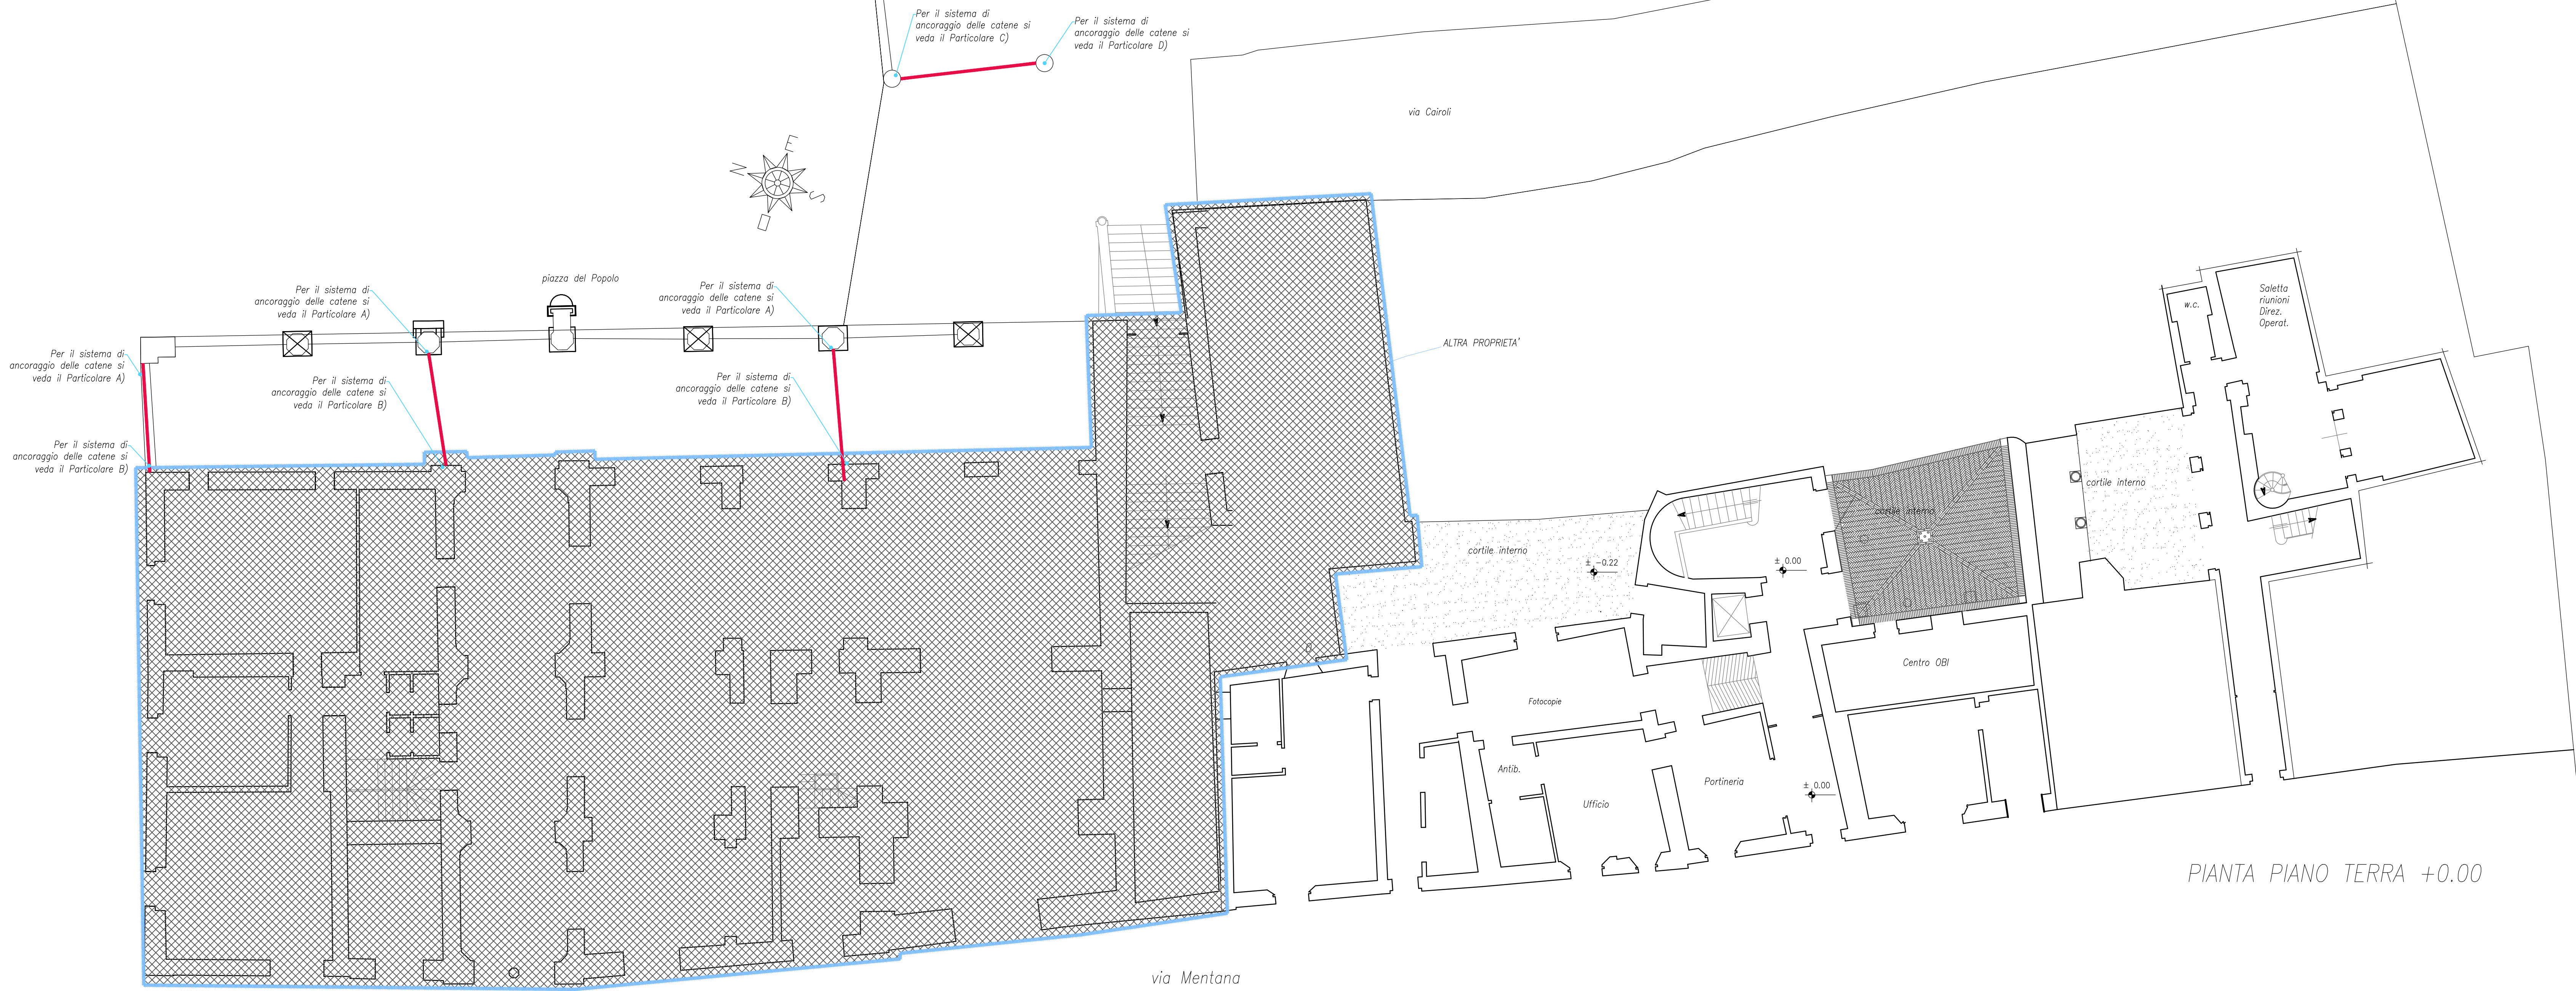 Per il sistema di
ancoraggio delle catene si
veda il Particolare C)
Per il sistema di
ancoraggio delle catene si
veda il Particolare D)
via Cairoli
E
N
S
O
piazza del Popolo
Per il sistema di
ancoraggio delle catene si
veda il Particolare A)
Per il sistema di
ancoraggio delle catene si
veda il Particolare A)
Per il sistema di
ancoraggio delle catene si
veda il Particolare A)
Per il sistema di
ancoraggio delle catene si
veda il Particolare B)
Per il sistema di
ancoraggio delle catene si
veda il Particolare B)
Per il sistema di
ancoraggio delle catene si
veda il Particolare B)
ALTRA PROPRIETA'
w.c.
Saletta
riunioni
Direz.
Operat.
cortile interno
cortile interno
cortile interno
± -0.22
± 0.00
Centro OBI
Fotocopie
Antib.
Ufficio
Portineria
± 0.00
PIANTA PIANO TERRA +0.00
via Mentana